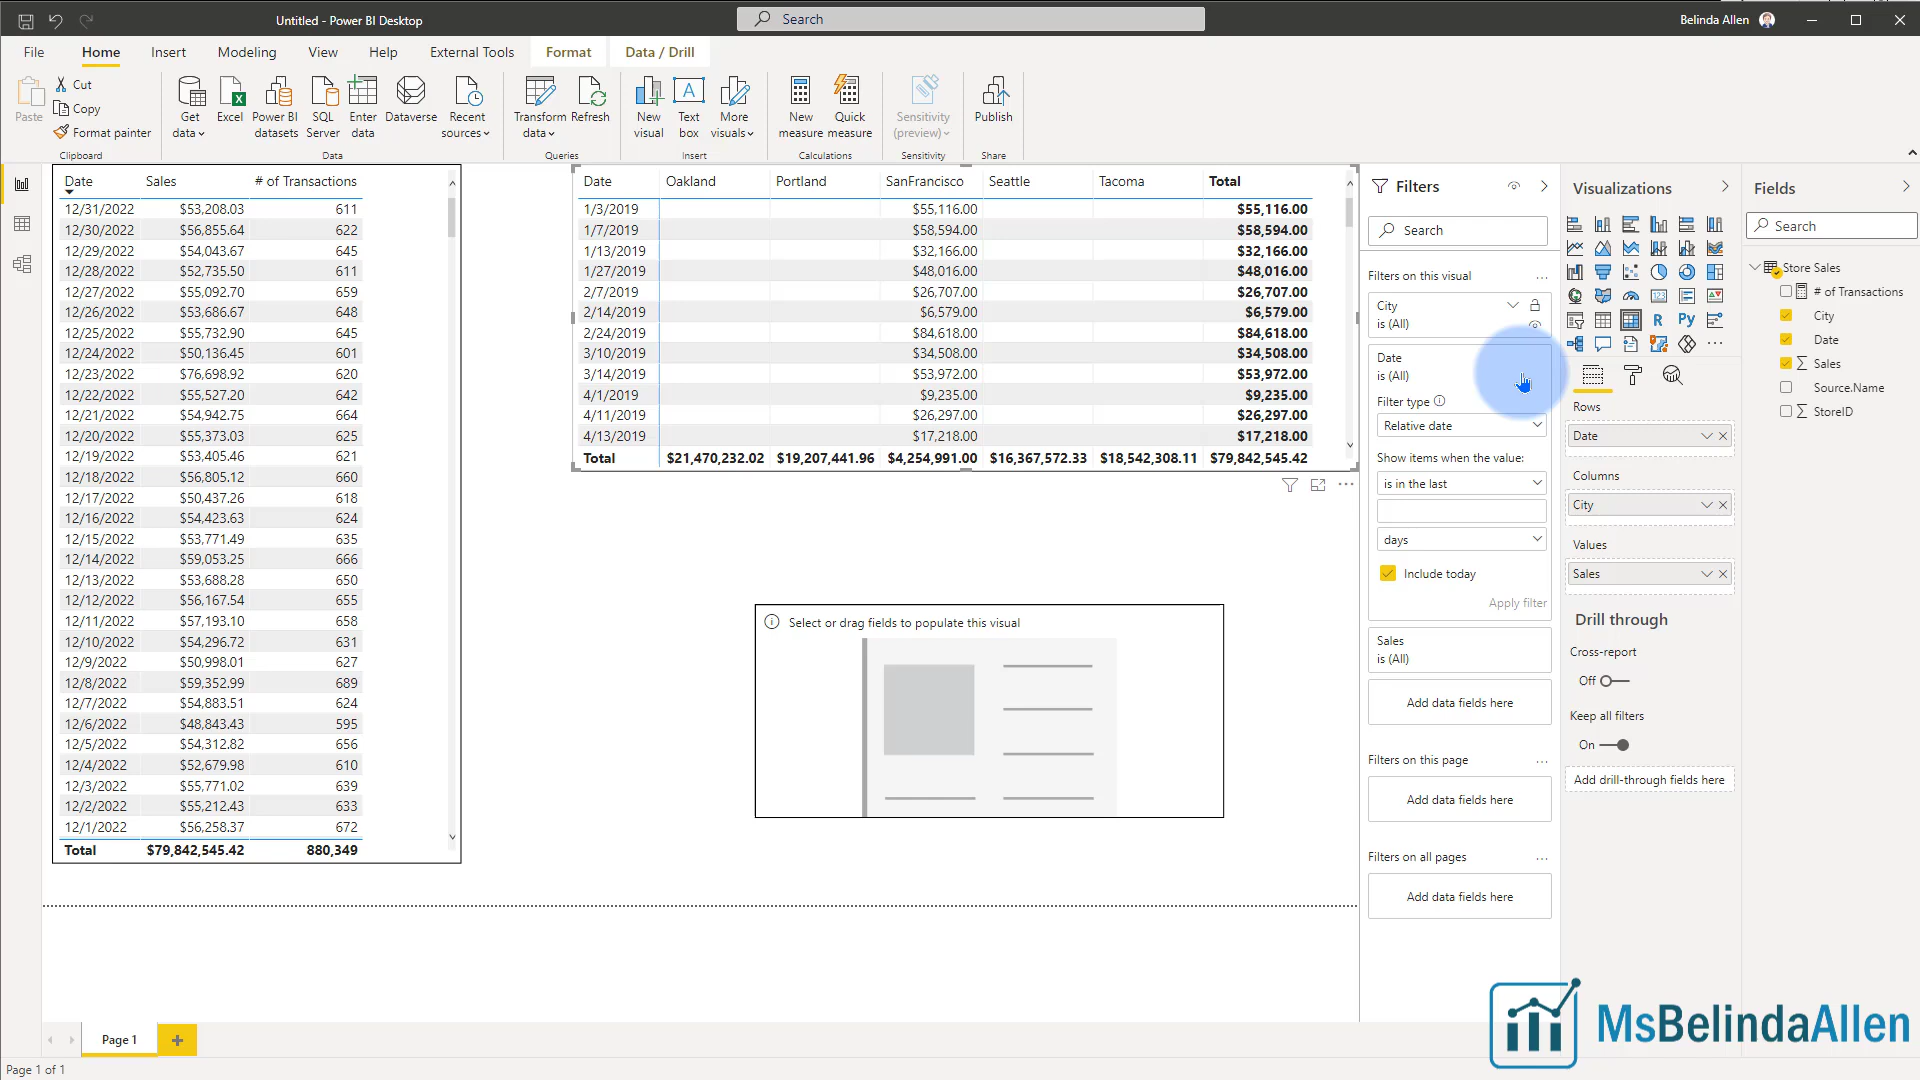 Untitled - Power BI Desktop
Search
Belinda Allen
File Home Insert Modeling View Help External Tools Format Data / Drill
Paste
Cut
Copy
Format painter
Get data
Excel
Power BI datasets
SQL Server
Enter data
Dataverse
Recent sources
Transform data
Refresh
New visual
Text box
More visuals
New measure
Quick measure
Sensitivity (preview)
Publish
Clipboard Data Queries Insert Calculations Sensitivity Share
Date Sales # of Transactions
12/31/2022 $53,208.03 611
12/30/2022 $56,855.64 622
12/29/2022 $54,043.67 645
12/28/2022 $52,735.50 611
12/27/2022 $55,092.70 659
12/26/2022 $53,686.67 648
12/25/2022 $55,732.90 645
12/24/2022 $50,136.45 601
12/23/2022 $76,698.92 620
12/22/2022 $55,527.20 642
12/21/2022 $54,942.75 664
12/20/2022 $55,373.03 625
12/19/2022 $53,405.46 621
12/18/2022 $56,805.12 660
12/17/2022 $50,437.26 618
12/16/2022 $54,423.63 624
12/15/2022 $53,771.49 635
12/14/2022 $59,053.25 666
12/13/2022 $53,688.28 650
12/12/2022 $56,167.54 655
12/11/2022 $57,193.10 658
12/10/2022 $54,296.72 631
12/9/2022 $50,998.01 627
12/8/2022 $59,352.99 689
12/7/2022 $54,883.51 624
12/6/2022 $48,843.43 595
12/5/2022 $54,312.82 656
12/4/2022 $52,679.98 610
12/3/2022 $55,771.02 639
12/2/2022 $55,212.43 633
12/1/2022 $56,258.37 672
Total $79,842,545.42 880,349
Date Oakland Portland SanFrancisco Seattle Tacoma Total
1/3/2019 $55,116.00 $55,116.00
1/7/2019 $58,594.00 $58,594.00
1/13/2019 $32,166.00 $32,166.00
1/27/2019 $48,016.00 $48,016.00
2/7/2019 $26,707.00 $26,707.00
2/14/2019 $6,579.00 $6,579.00
2/24/2019 $84,618.00 $84,618.00
3/10/2019 $34,508.00 $34,508.00
3/14/2019 $53,972.00 $53,972.00
4/1/2019 $9,235.00 $9,235.00
4/11/2019 $26,297.00 $26,297.00
4/13/2019 $17,218.00 $17,218.00
Total $21,470,232.02 $19,207,441.96 $4,254,991.00 $16,367,572.33 $18,542,308.11 $79,842,545.42
Select or drag fields to populate this visual
Filters
Search
Filters on this visual
City
is (All)
Date
is (All)
Filter type
Relative date
Show items when the value:
is in the last
days
Include today
Apply filter
Sales
is (All)
Add data fields here
Filters on this page
Add data fields here
Filters on all pages
Add data fields here
Visualizations
R Py
Rows
Date
Columns
City
Values
Sales
Drill through
Cross-report
Off
Keep all filters
On
Add drill-through fields here
Fields
Search
Store Sales
# of Transactions
City
Date
Sales
Source.Name
StoreID
MsBelindaAllen
Page 1
Page 1 of 1